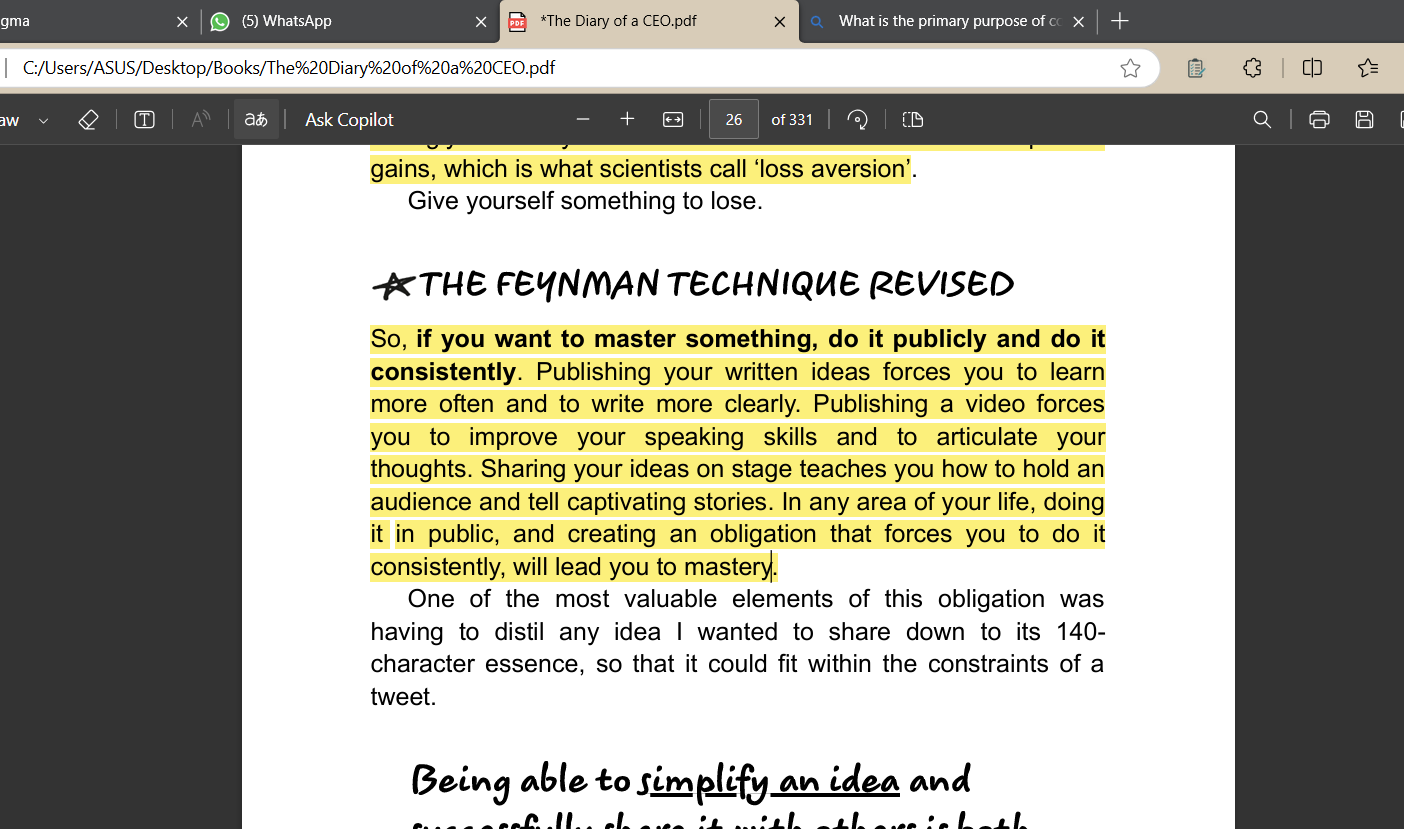 gma
(5) WhatsApp
*The Diary of a CEO.pdf
What is the primary purpose of co
C:/Users/ASUS/Desktop/Books/The%20Diary%20of%20a%20CEO.pdf
aw
Ask Copilot
26
of 331
gains, which is what scientists call ‘loss aversion’.
Give yourself something to lose.
THE FEYNMAN TECHNIQUE REVISED
So, if you want to master something, do it publicly and do it
consistently. Publishing your written ideas forces you to learn
more often and to write more clearly. Publishing a video forces
you to improve your speaking skills and to articulate your
thoughts. Sharing your ideas on stage teaches you how to hold an
audience and tell captivating stories. In any area of your life, doing
it in public, and creating an obligation that forces you to do it
consistently, will lead you to mastery.
One of the most valuable elements of this obligation was
having to distil any idea I wanted to share down to its 140-
character essence, so that it could fit within the constraints of a
tweet.
Being able to simplify an idea and
successfully share it with others is both